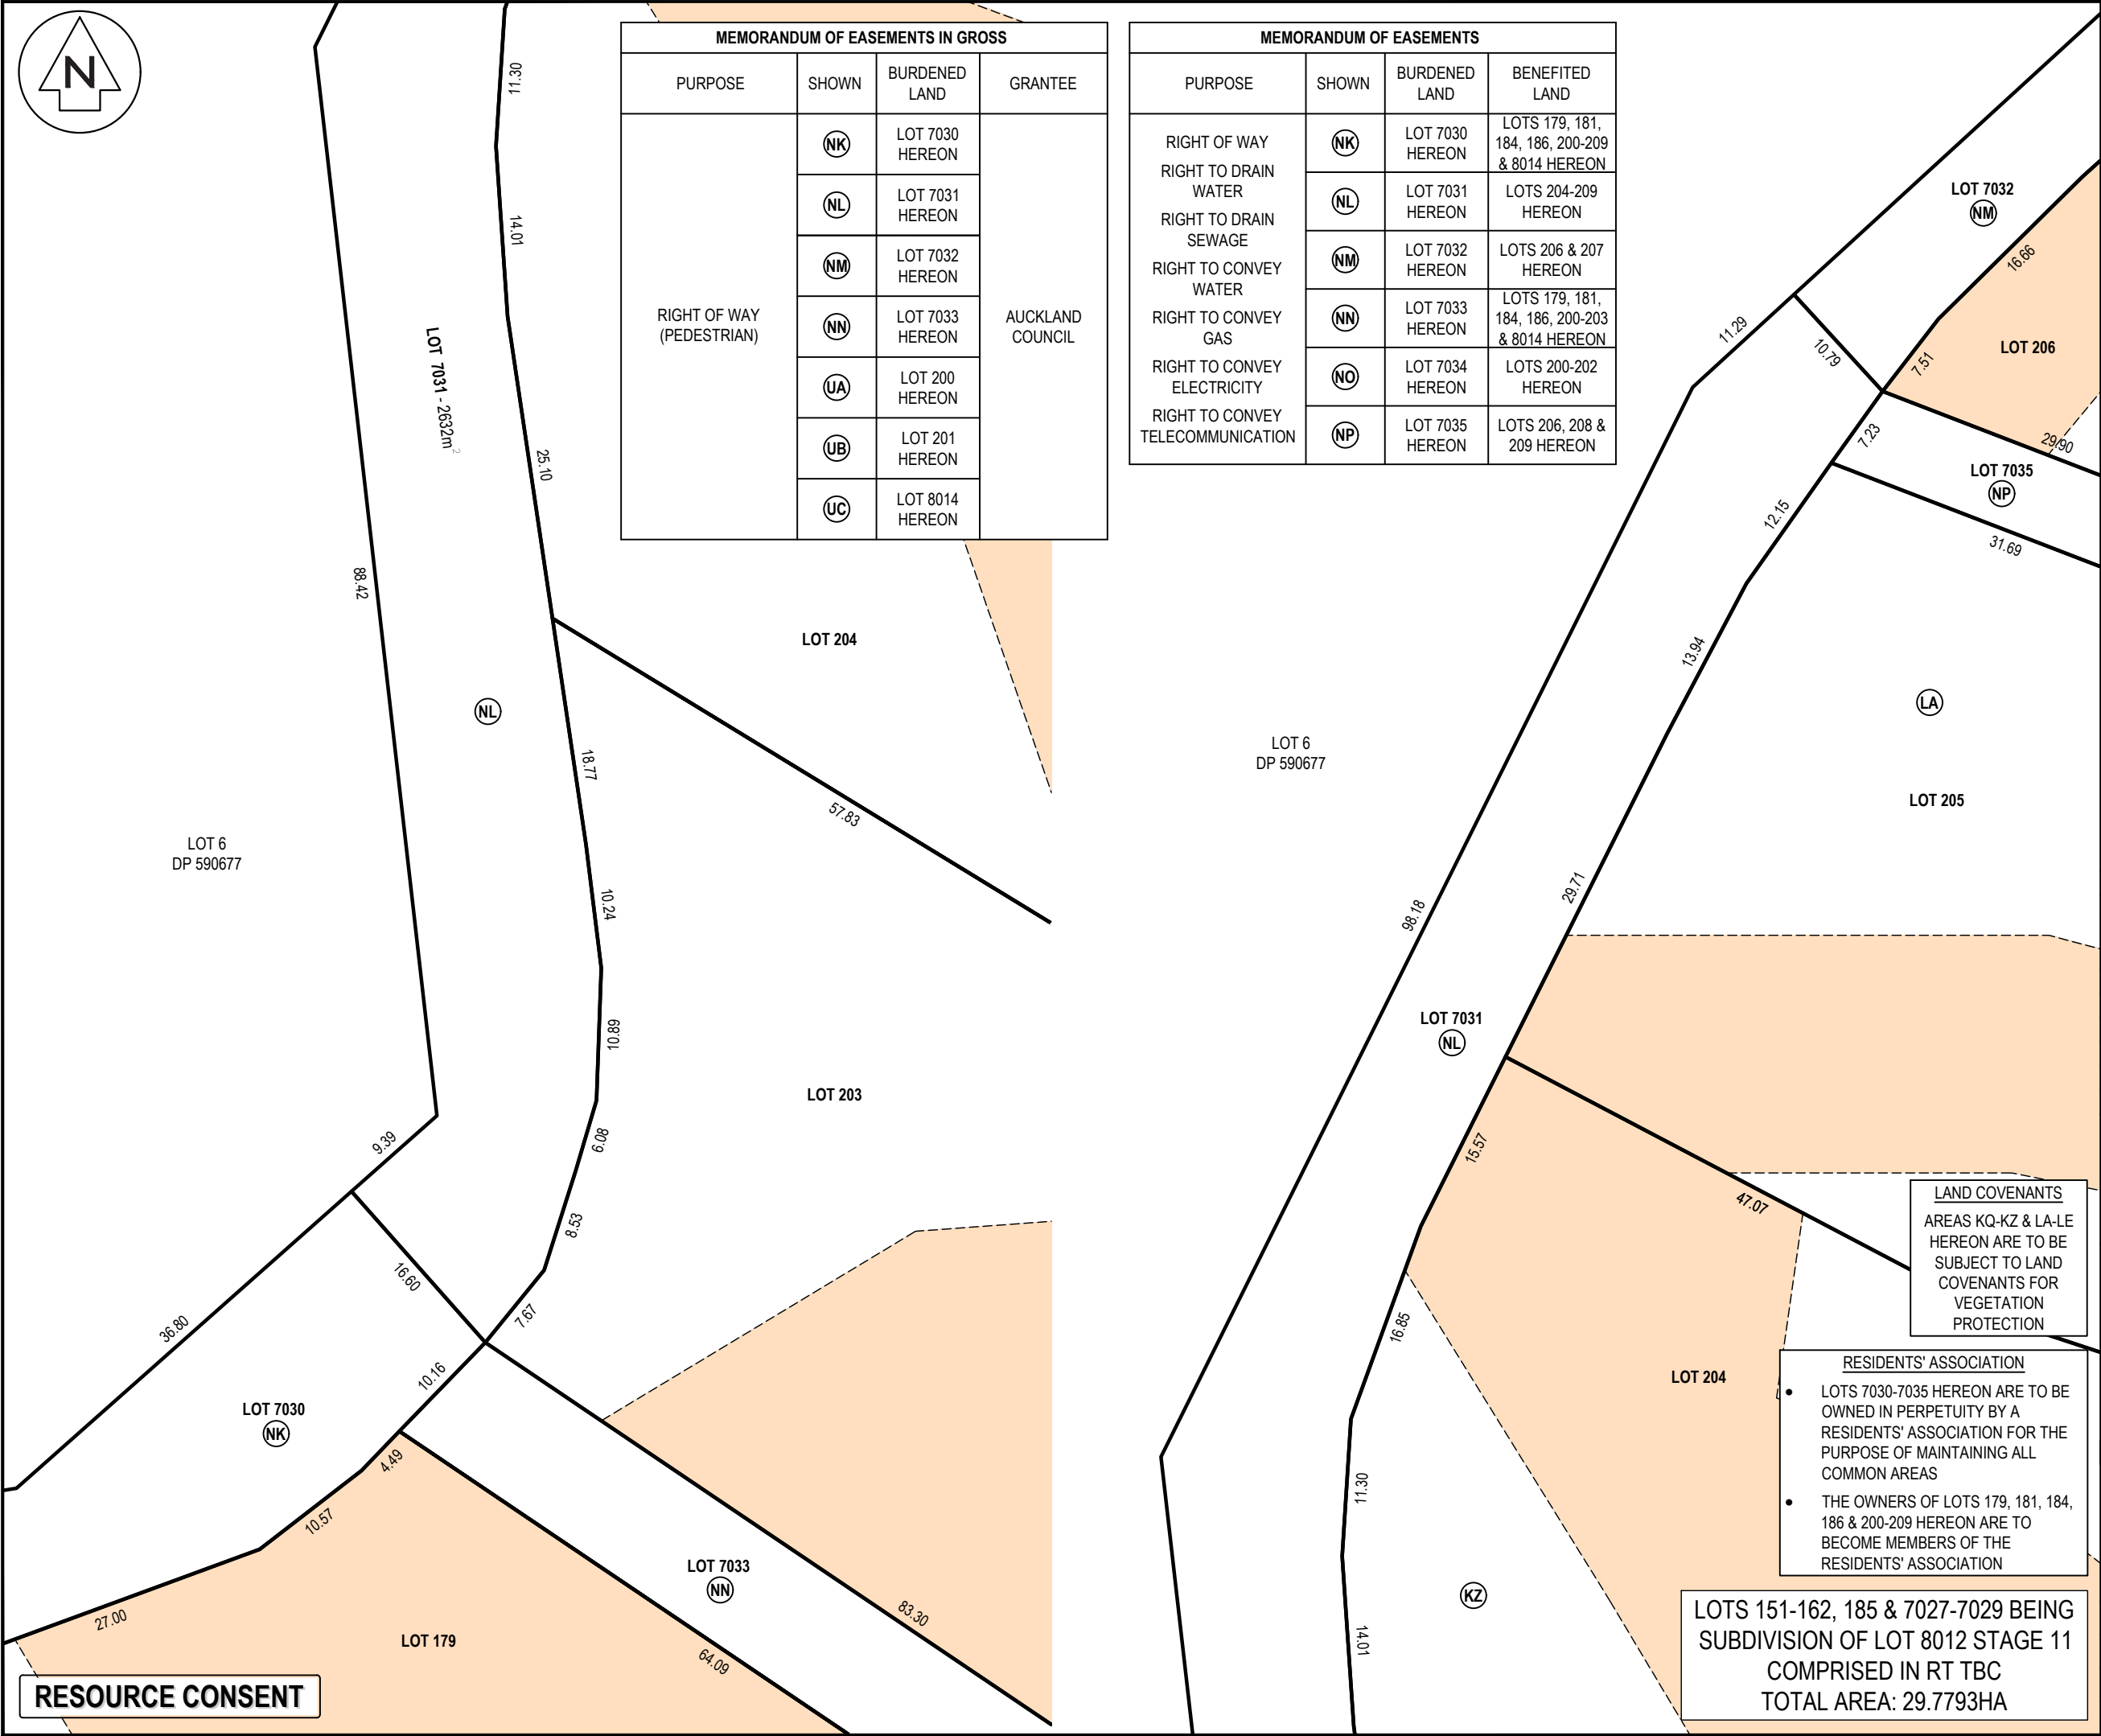 N
MEMORANDUM OF EASEMENTS IN GROSS
PURPOSE SHOWN BURDENED LAND GRANTEE
RIGHT OF WAY
(PEDESTRIAN)
NK LOT 7030 HEREON
NL LOT 7031 HEREON
NM LOT 7032 HEREON
NN LOT 7033 HEREON
UA LOT 200 HEREON
UB LOT 201 HEREON
UC LOT 8014 HEREON
AUCKLAND
COUNCIL
MEMORANDUM OF EASEMENTS
PURPOSE SHOWN BURDENED LAND BENEFITED LAND
RIGHT OF WAY
RIGHT TO DRAIN
WATER
RIGHT TO DRAIN
SEWAGE
RIGHT TO CONVEY
WATER
RIGHT TO CONVEY
GAS
RIGHT TO CONVEY
ELECTRICITY
RIGHT TO CONVEY
TELECOMMUNICATION
NK LOT 7030 HEREON LOTS 179, 181, 184, 186, 200-209 & 8014 HEREON
NL LOT 7031 HEREON LOTS 204-209 HEREON
NM LOT 7032 HEREON LOTS 206 & 207 HEREON
NN LOT 7033 HEREON LOTS 179, 181, 184, 186, 200-203 & 8014 HEREON
NO LOT 7034 HEREON LOTS 200-202 HEREON
NP LOT 7035 HEREON LOTS 206, 208 & 209 HEREON
11.30
14.01
LOT 7031 - 2632m²
25.10
88.42
LOT 204
NL
18.77
57.83
LOT 6
DP 590677
10.24
10.89
LOT 203
6.08
9.39
8.53
16.60
7.67
36.80
10.16
LOT 7030
NK
4.49
10.57
LOT 7033
NN
27.00
83.30
LOT 179
64.09
RESOURCE CONSENT
LOT 7032
NM
16.66
11.29
10.79
7.51
LOT 206
7.23
29.90
LOT 7035
NP
12.15
31.69
13.94
LA
LOT 6
DP 590677
LOT 205
29.71
98.18
LOT 7031
NL
15.57
47.07
16.85
LOT 204
11.30
KZ
14.01
LAND COVENANTS
AREAS KQ-KZ & LA-LE
HEREON ARE TO BE
SUBJECT TO LAND
COVENANTS FOR
VEGETATION
PROTECTION
RESIDENTS' ASSOCIATION
• LOTS 7030-7035 HEREON ARE TO BE
OWNED IN PERPETUITY BY A
RESIDENTS' ASSOCIATION FOR THE
PURPOSE OF MAINTAINING ALL
COMMON AREAS
• THE OWNERS OF LOTS 179, 181, 184,
186 & 200-209 HEREON ARE TO
BECOME MEMBERS OF THE
RESIDENTS' ASSOCIATION
LOTS 151-162, 185 & 7027-7029 BEING
SUBDIVISION OF LOT 8012 STAGE 11
COMPRISED IN RT TBC
TOTAL AREA: 29.7793HA